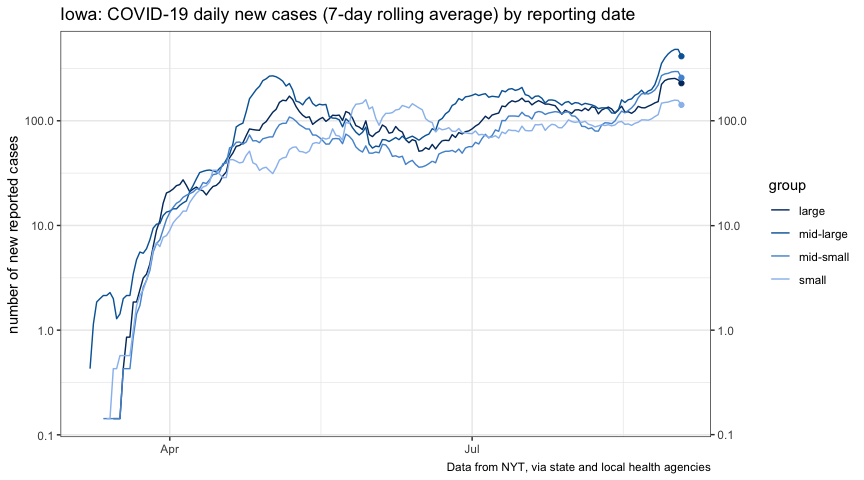 Iowa: COVID-19 daily new cases (7-day rolling average) by reporting date
number of new reported cases
100.0
10.0
1.0
0.1
100.0
10.0
1.0
0.1
Apr
Jul
group
large
mid-large
mid-small
small
Data from NYT, via state and local health agencies